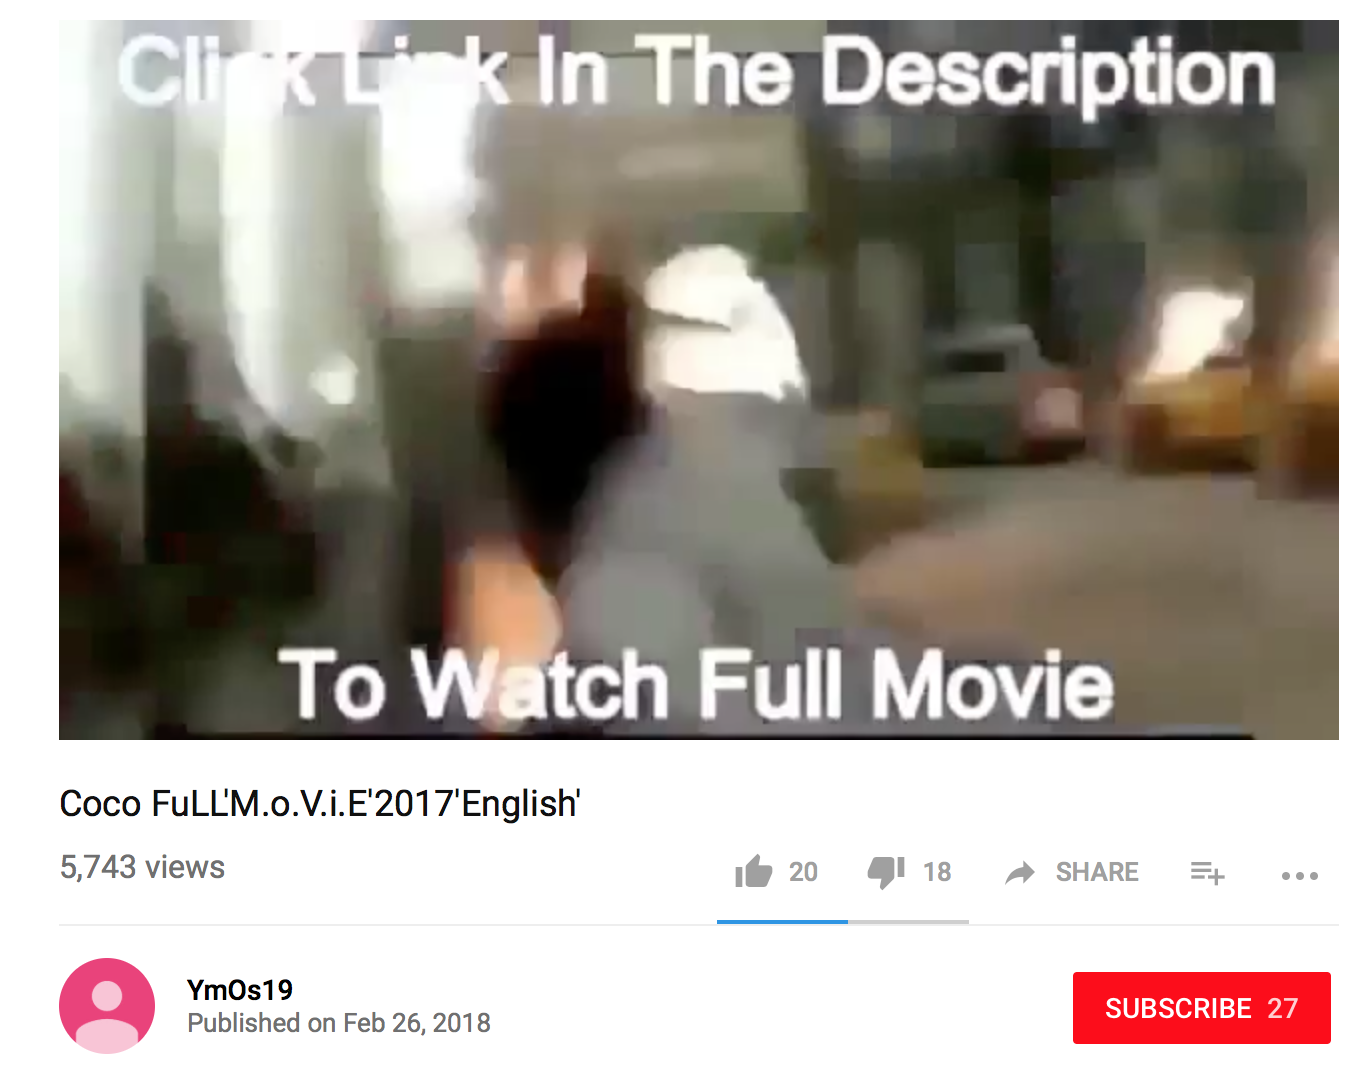 Click Link In The Description
To Watch Full Movie
Coco FuLL'M.o.V.i.E'2017'English'
5,743 views
20
18
SHARE
YmOs19
Published on Feb 26, 2018
SUBSCRIBE 27